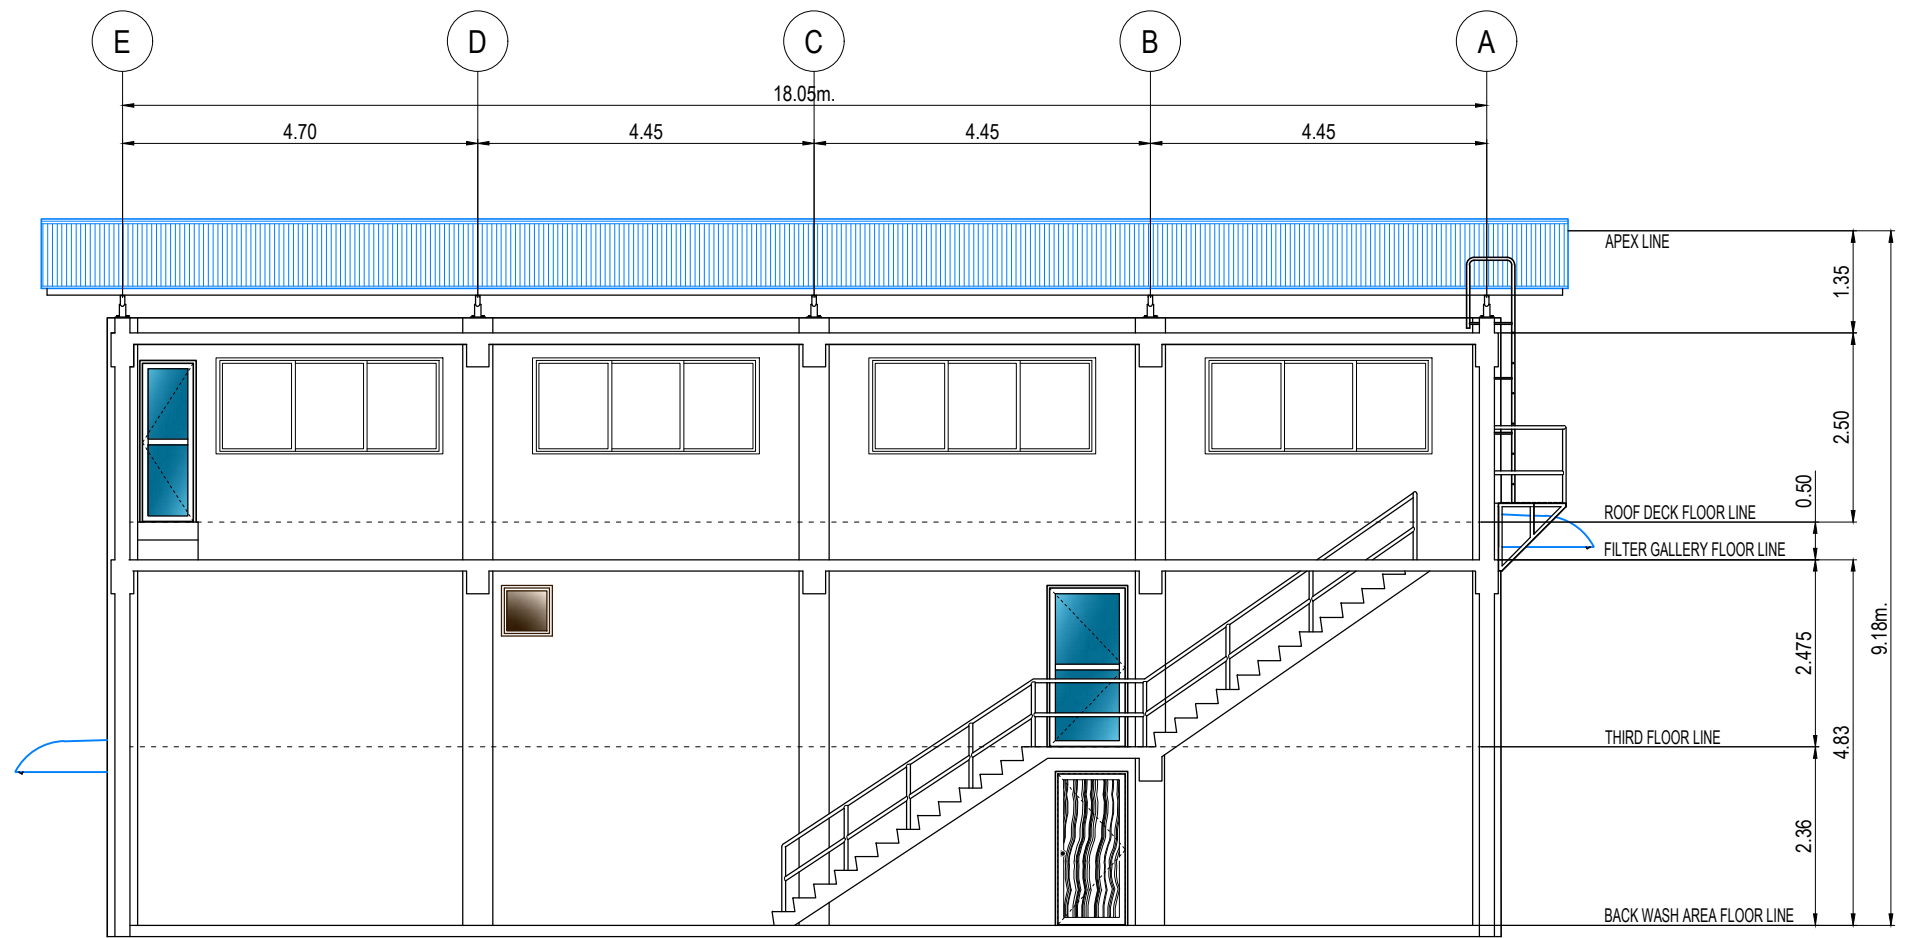 E D C B A
18.05m.
4.70 4.45 4.45 4.45
APEX LINE
1.35
2.50
0.50
ROOF DECK FLOOR LINE
FILTER GALLERY FLOOR LINE
9.18m.
2.475
THIRD FLOOR LINE
4.83
2.36
BACK WASH AREA FLOOR LINE